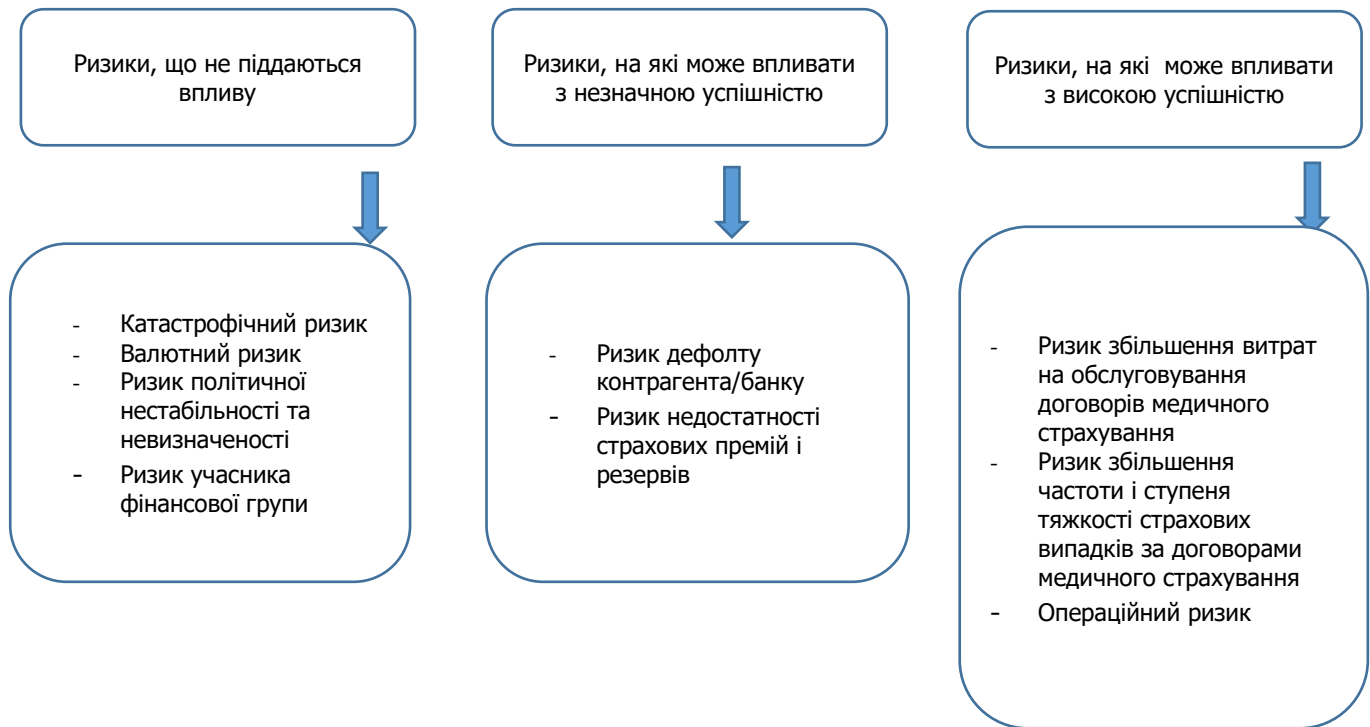 Ризики, що не піддаються
впливу
Ризики, на які може впливати
з незначною успішністю
Ризики, на які може впливати
з високою успішністю
- Катастрофічний ризик
- Валютний ризик
- Ризик політичної
нестабільності та
невизначеності
- Ризик учасника
фінансової групи
- Ризик дефолту
контрагента/банку
- Ризик недостатності
страхових премій і
резервів
- Ризик збільшення витрат
на обслуговування
договорів медичного
страхування
- Ризик збільшення
частоти і ступеня
тяжкості страхових
випадків за договорами
медичного страхування
- Операційний ризик